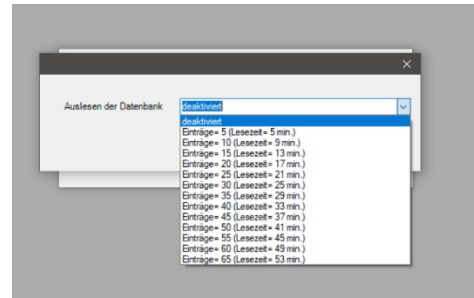 Auslesen der Datenbank deaktiviert
deaktiviert
Einträge= 5 (Lesezeit= 5 min.)
Einträge= 10 (Lesezeit= 9 min.)
Einträge= 15 (Lesezeit= 13 min.)
Einträge= 20 (Lesezeit= 17 min.)
Einträge= 25 (Lesezeit= 21 min.)
Einträge= 30 (Lesezeit= 25 min.)
Einträge= 35 (Lesezeit= 29 min.)
Einträge= 40 (Lesezeit= 33 min.)
Einträge= 45 (Lesezeit= 37 min.)
Einträge= 50 (Lesezeit= 41 min.)
Einträge= 55 (Lesezeit= 45 min.)
Einträge= 60 (Lesezeit= 49 min.)
Einträge= 65 (Lesezeit= 53 min.)